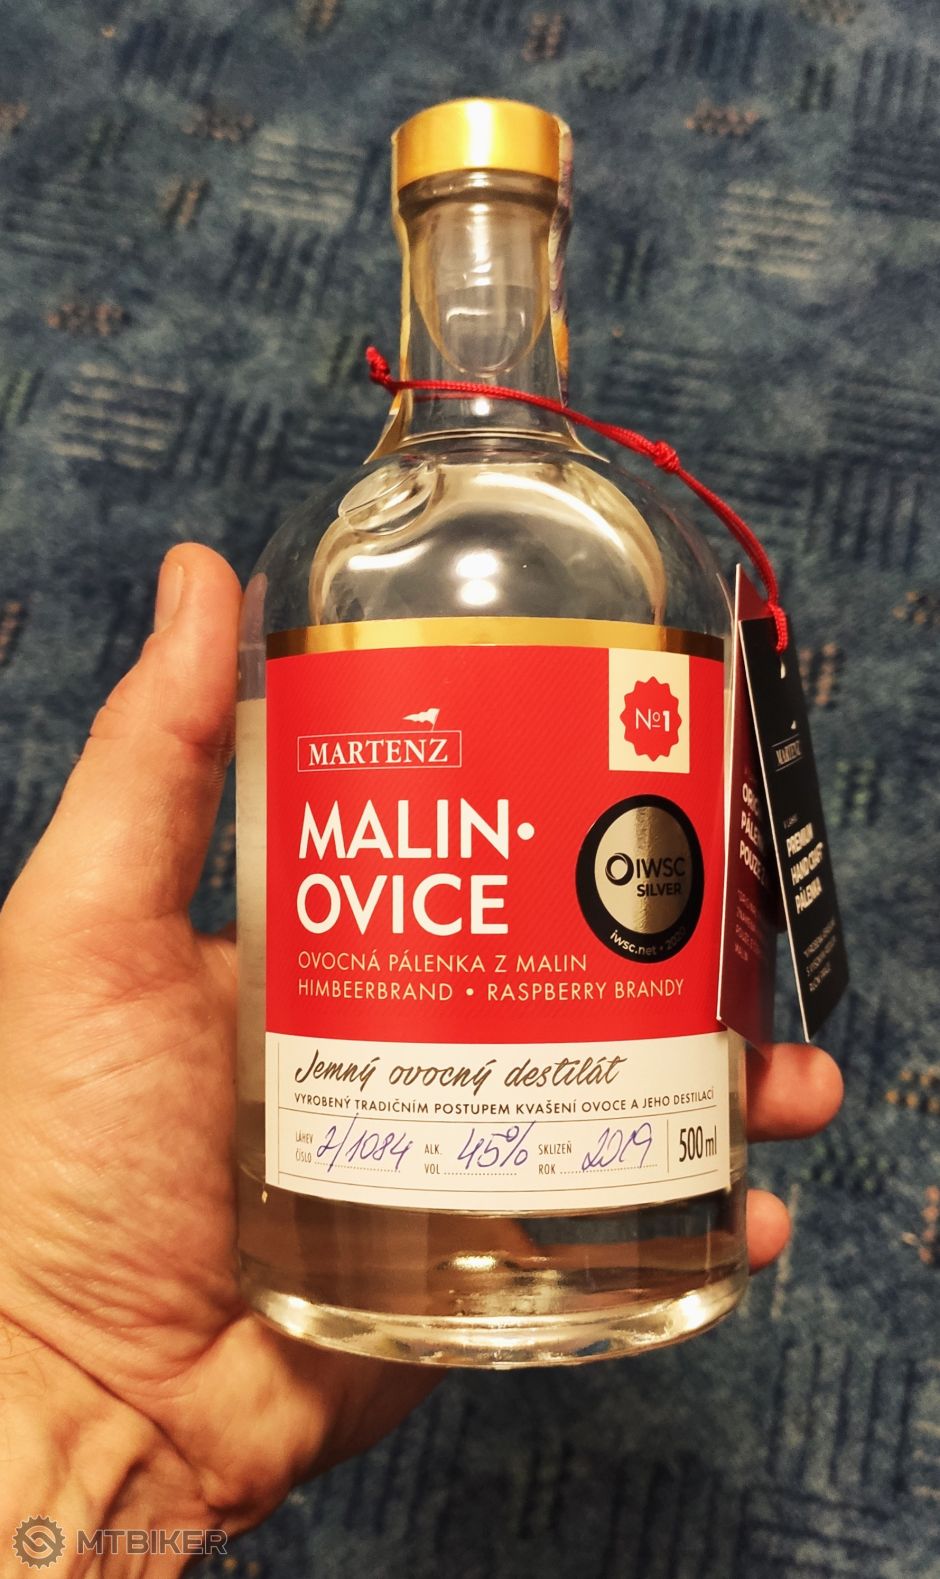 MARTENZ
№1
MALIN•
OVICE
IWSC
SILVER
iwsc.net • 2020
OVOCNÁ PÁLENKA Z MALIN
HIMBEERBRAND • RASPBERRY BRANDY
Jemný ovocný destilát
VYROBENÝ TRADIČNÍM POSTUPEM KVAŠENÍ OVOCE A JEHO DESTILACÍ
LÁHEV
ČÍSLO 2/1084
ALK.
VOL 45%
SKLIZEŇ
ROK 2019
500 ml
MARTENZ
PREMIUM
PÁLENKA
MTBIKER